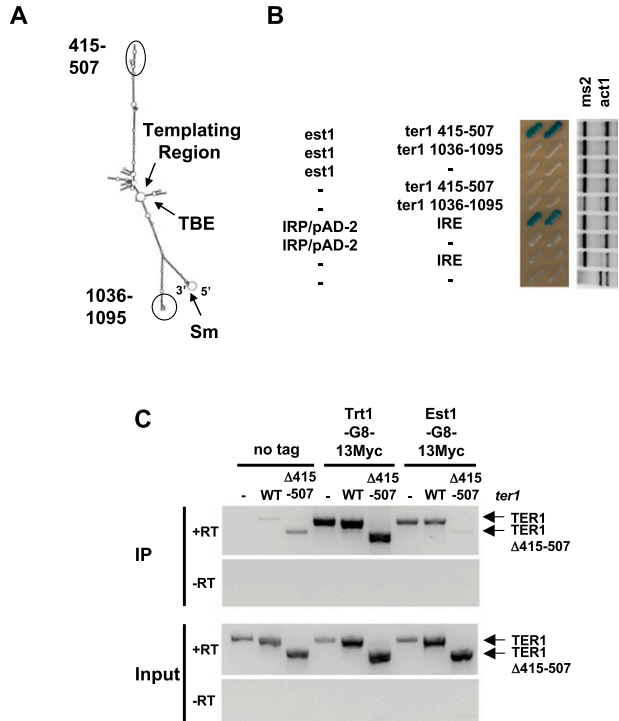 A
B
415-
507
Templating
Region
TBE
1036-
1095
3’ 5’
Sm
ms2
act1
est1 ter1 415-507
est1 ter1 1036-1095
est1 -
- ter1 415-507
- ter1 1036-1095
IRP/pAD-2 IRE
IRP/pAD-2 -
- IRE
- -
C
no tag
Trt1
-G8-
13Myc
Est1
-G8-
13Myc
- WT Δ415
-507
- WT Δ415
-507
- WT Δ415
-507
ter1
IP
+RT
TER1
TER1
Δ415-507
-RT
Input
+RT
TER1
TER1
Δ415-507
-RT